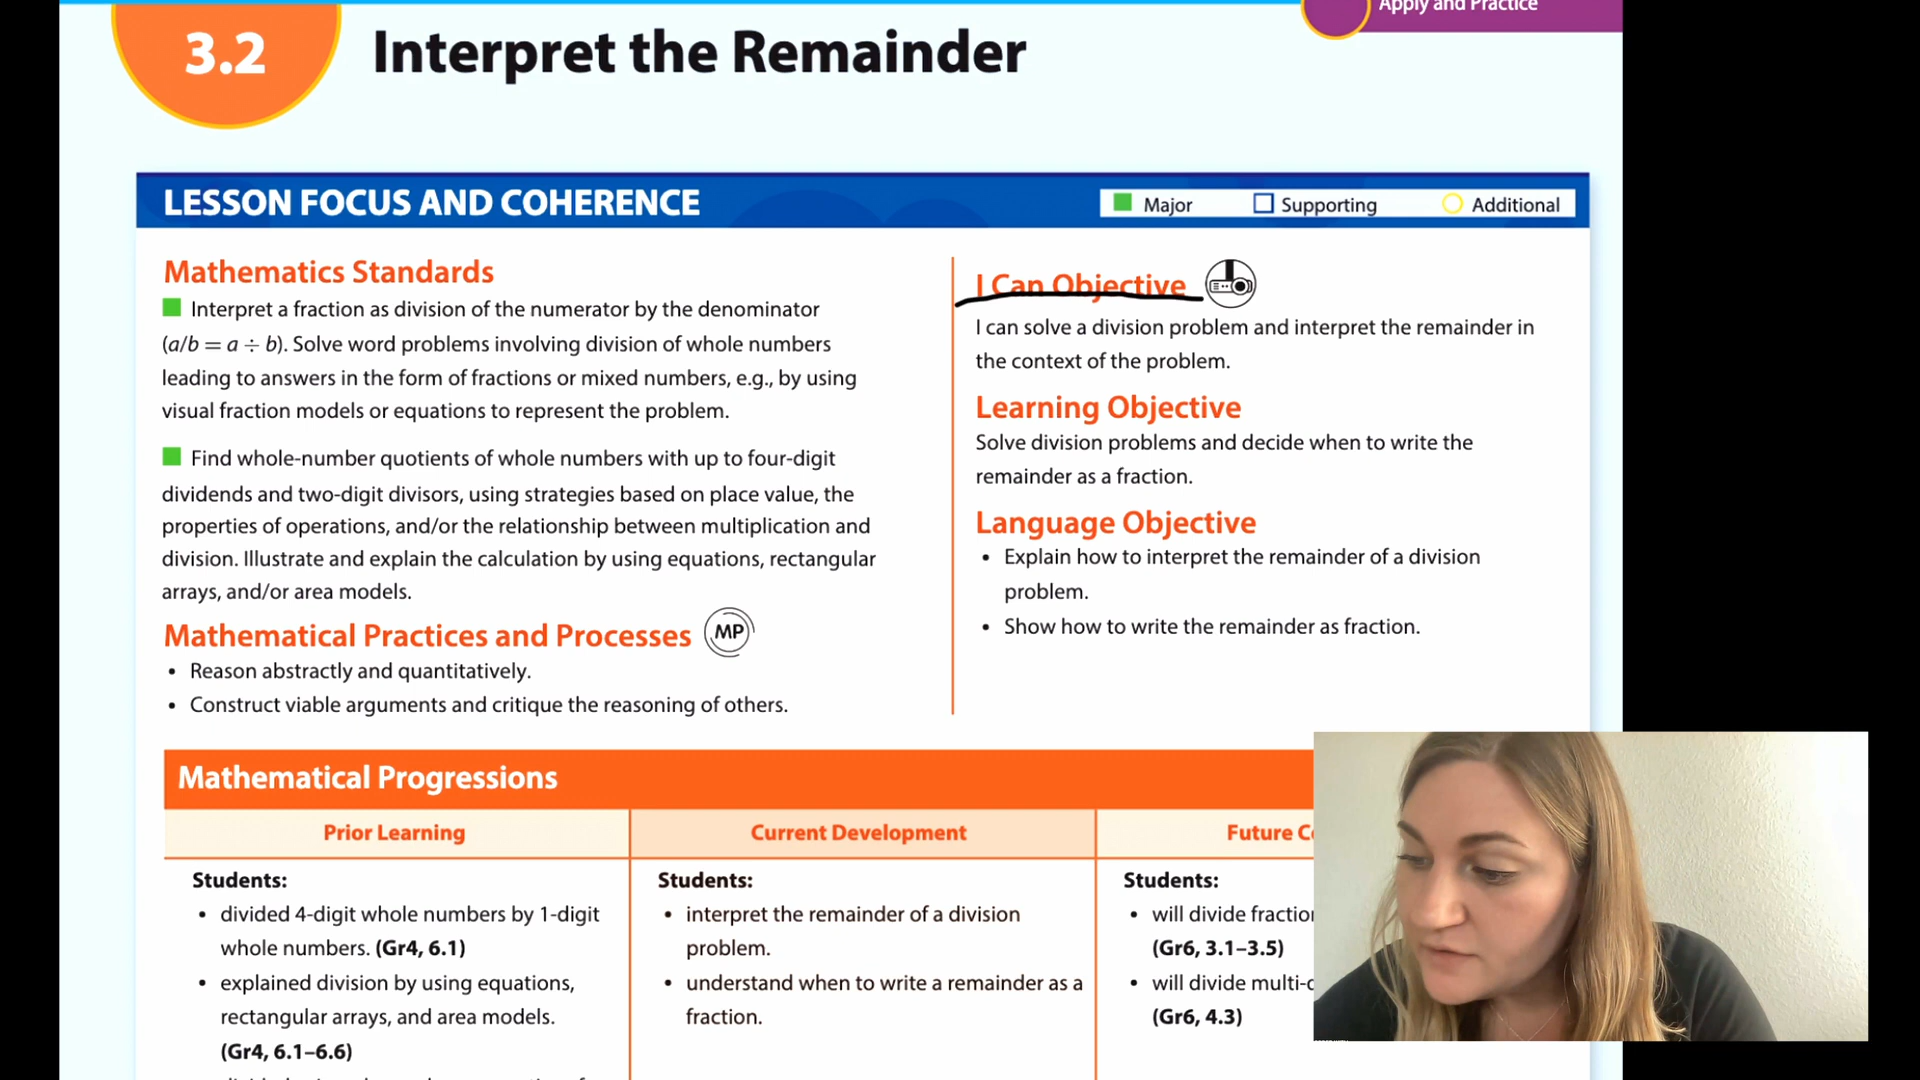 Apply and Practice
3.2
Interpret the Remainder
LESSON FOCUS AND COHERENCE
Major
Supporting
Additional
Mathematics Standards
Interpret a fraction as division of the numerator by the denominator
(a/b = a ÷ b). Solve word problems involving division of whole numbers
leading to answers in the form of fractions or mixed numbers, e.g., by using
visual fraction models or equations to represent the problem.
Find whole-number quotients of whole numbers with up to four-digit
dividends and two-digit divisors, using strategies based on place value, the
properties of operations, and/or the relationship between multiplication and
division. Illustrate and explain the calculation by using equations, rectangular
arrays, and/or area models.
Mathematical Practices and Processes
MP
• Reason abstractly and quantitatively.
• Construct viable arguments and critique the reasoning of others.
I Can Objective
I can solve a division problem and interpret the remainder in
the context of the problem.
Learning Objective
Solve division problems and decide when to write the
remainder as a fraction.
Language Objective
• Explain how to interpret the remainder of a division
problem.
• Show how to write the remainder as fraction.
Mathematical Progressions
Prior Learning
Students:
• divided 4-digit whole numbers by 1-digit
whole numbers. (Gr4, 6.1)
• explained division by using equations,
rectangular arrays, and area models.
(Gr4, 6.1–6.6)
Current Development
Students:
• interpret the remainder of a division
problem.
• understand when to write a remainder as a
fraction.
Future
Students:
• will divide
(Gr6, 3.1–3.5)
• will divide
(Gr6, 4.3)